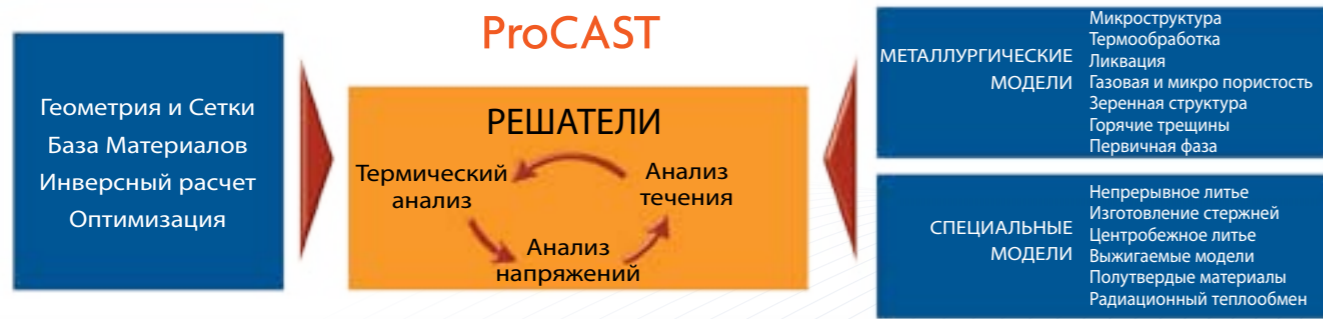 ProCAST
Геометрия и Сетки
База Материалов
Инверсный расчет
Оптимизация
РЕШАТЕЛИ
Термический
анализ
Анализ
течения
Анализ
напряжений
МЕТАЛЛУРГИЧЕСКИЕ
МОДЕЛИ
Микроструктура
Термообработка
Ликвация
Газовая и микро пористость
Зеренная структура
Горячие трещины
Первичная фаза
СПЕЦИАЛЬНЫЕ
МОДЕЛИ
Непрерывное литье
Изготовление стержней
Центробежное литье
Выжигаемые модели
Полутвердые материалы
Радиационный теплообмен